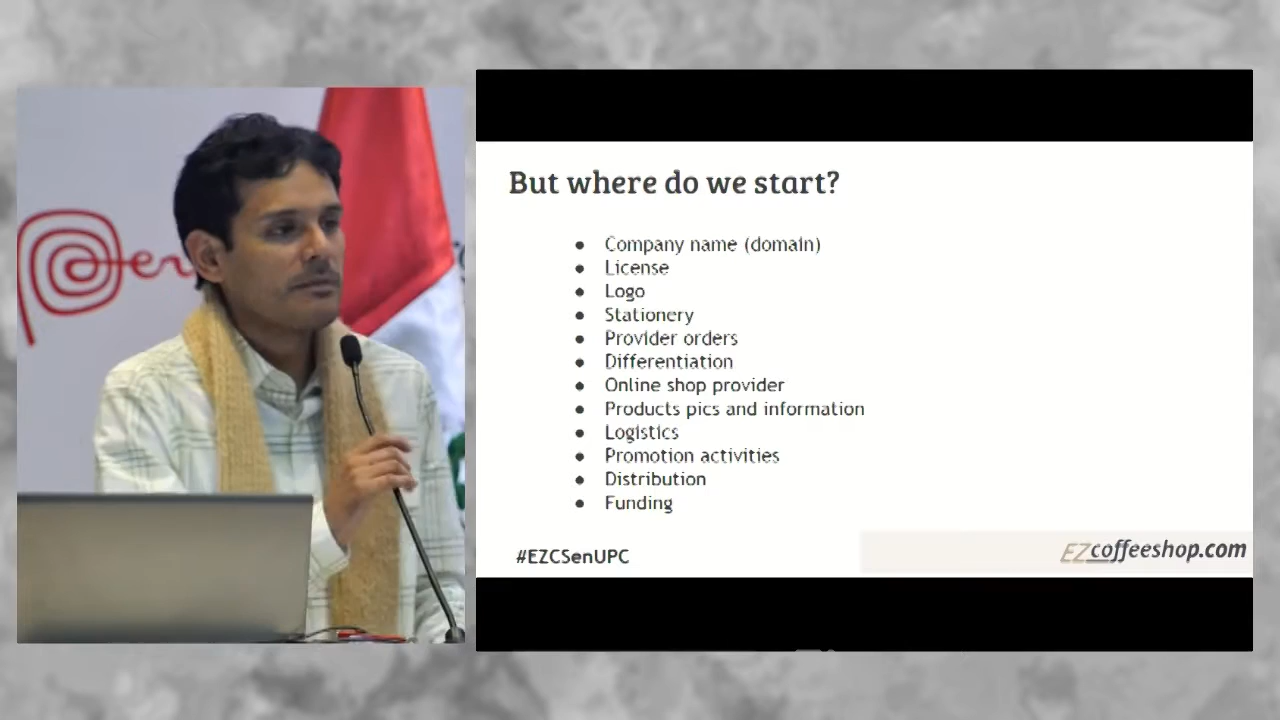 Perú
But where do we start?
● Company name (domain)
● License
● Logo
● Stationery
● Provider orders
● Differentiation
● Online shop provider
● Products pics and information
● Logistics
● Promotion activities
● Distribution
● Funding
#EZCSenUPC
EZcoffeeshop.com